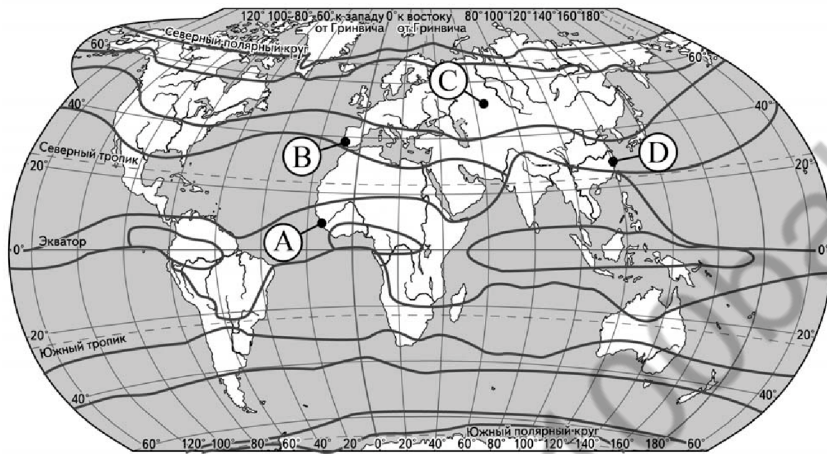 120° 100° 80° 60° к западу 0° к востоку 80° 100° 120° 140° 160° 180°
от Гринвича от Гринвича
Северный полярный круг
60° 60°
C
40° 40°
B
D
Северный тропик
20° 20°
A
Экватор
0° 0°
20° 20°
Южный тропик
40° 40°
Южный полярный круг
60° 120° 100° 80° 60° 40° 20° 0° 20° 40° 60° 80° 100° 120° 140° 160° 60°